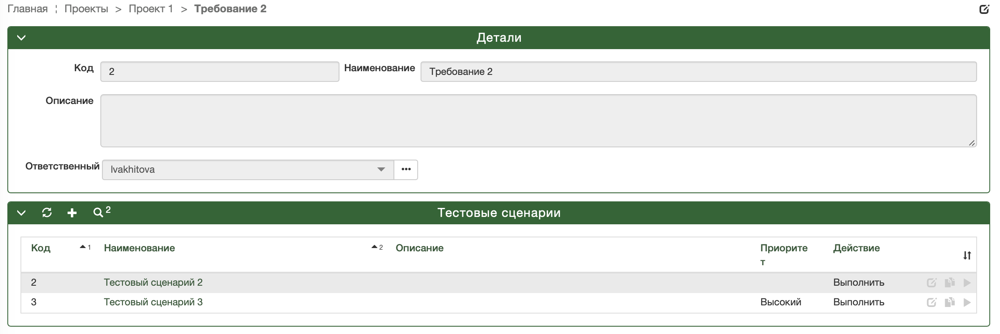 Главная ¦ Проекты > Проект 1 > Требование 2
Детали
Код 2 Наименование Требование 2
Описание
Ответственный lvakhitova
2 Тестовые сценарии
Код 1 Наименование 2 Описание Приорите Действие
т
2 Тестовый сценарий 2 Выполнить
3 Тестовый сценарий 3 Высокий Выполнить